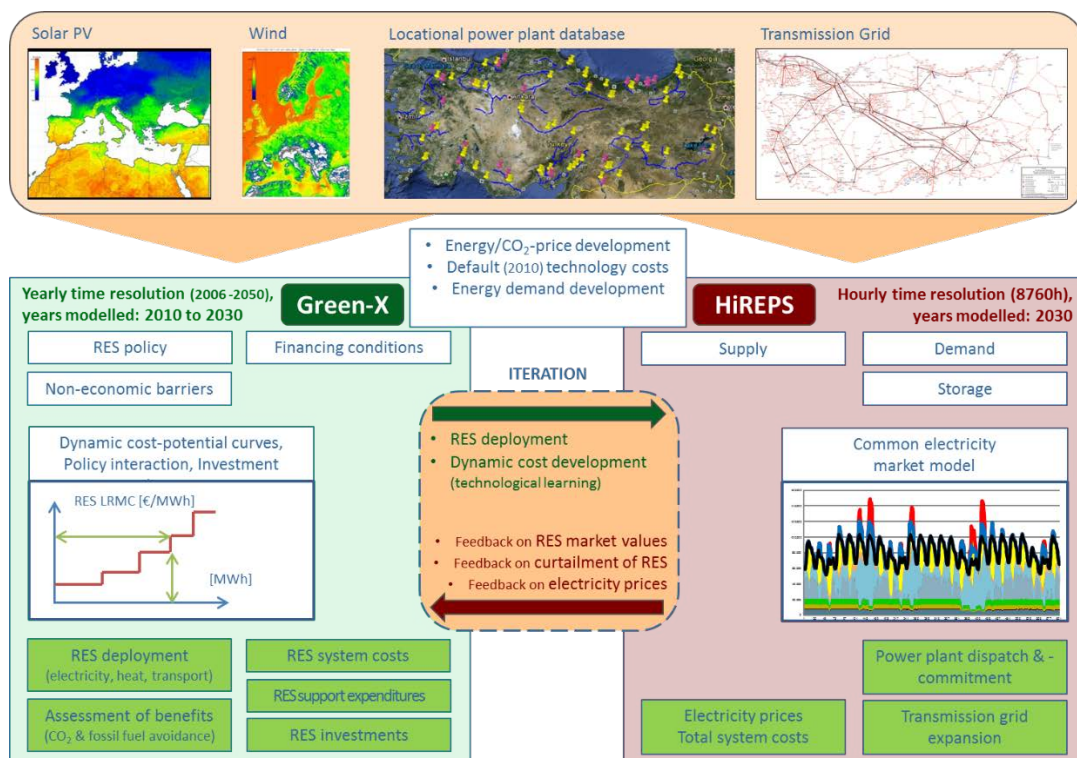 Solar PV
Wind
Locational power plant database
Transmission Grid
• Energy/CO₂-price development
• Default (2010) technology costs
• Energy demand development
Yearly time resolution (2006 -2050),
years modelled: 2010 to 2030
Green-X
HiREPS
Hourly time resolution (8760h),
years modelled: 2030
RES policy
Financing conditions
Non-economic barriers
Supply
Demand
Storage
ITERATION
• RES deployment
• Dynamic cost development
(technological learning)
• Feedback on RES market values
• Feedback on curtailment of RES
• Feedback on electricity prices
Dynamic cost-potential curves,
Policy interaction, Investment
RES LRMC [€/MWh]
[MWh]
Common electricity
market model
RES deployment
(electricity, heat, transport)
RES system costs
RES support expenditures
Assessment of benefits
(CO₂ & fossil fuel avoidance)
RES investments
Power plant dispatch & -
commitment
Electricity prices
Total system costs
Transmission grid
expansion